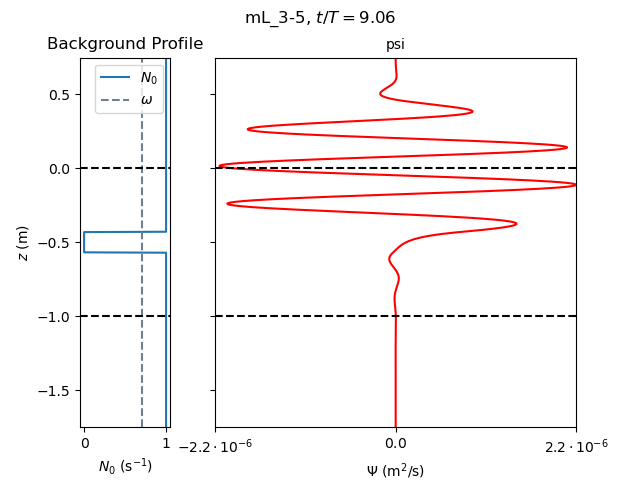 mL_3-5, t/T = 9.06
Background Profile
psi
N₀
ω
0.5
0.0
−0.5
−1.0
−1.5
z (m)
0
1
N₀ (s⁻¹)
−2.2 · 10⁻⁶
0.0
2.2 · 10⁻⁶
Ψ (m²/s)